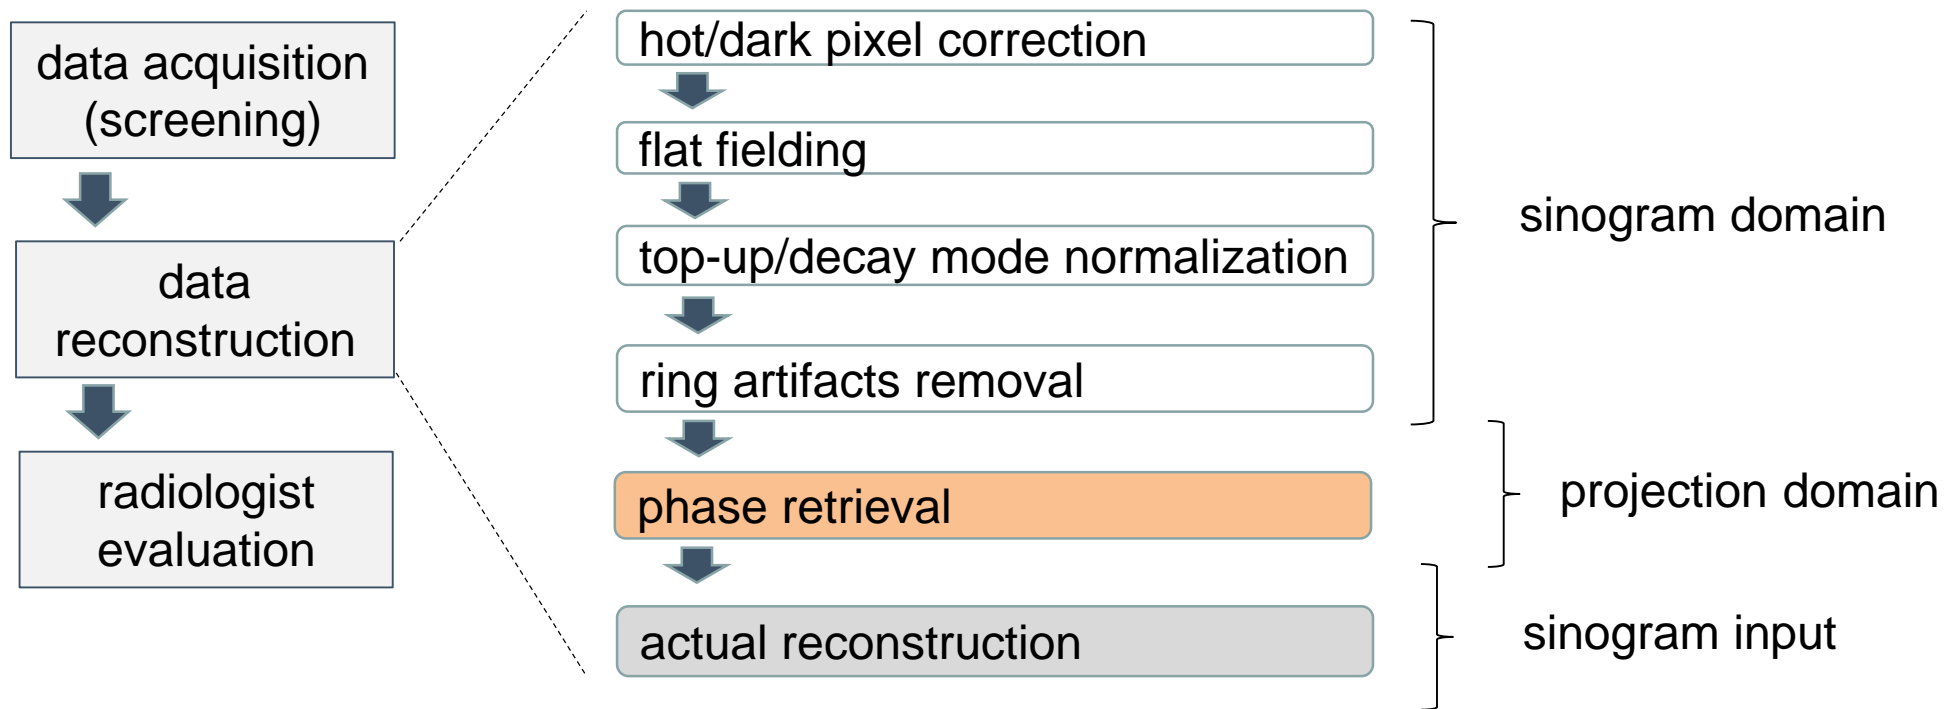 data acquisition
(screening)
data
reconstruction
radiologist
evaluation
hot/dark pixel correction
flat fielding
top-up/decay mode normalization
ring artifacts removal
phase retrieval
actual reconstruction
sinogram domain
projection domain
sinogram input